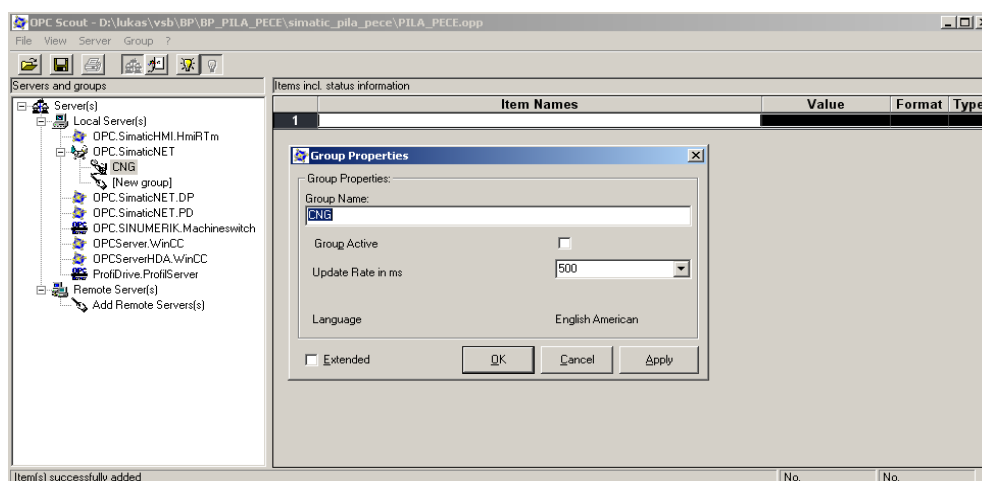 OPC Scout - D:\lukas\vsb\BP\BP_PILA_PECE\simatic_pila_pece\PILA_PECE.opp
File View Server Group ?
Servers and groups
Items incl. status information
Server(s)
Local Server(s)
OPC.SimaticHMI.HmiRTm
OPC.SimaticNET
CNG
[New group]
OPC.SimaticNET.DP
OPC.SimaticNET.PD
OPC.SINUMERIK.Machineswitch
OPCServer.WinCC
OPCServerHDA.WinCC
ProfiDrive.ProfilServer
Remote Server(s)
Add Remote Servers(s)
Item Names Value Format Type
1
Group Properties
Group Properties:
Group Name:
CNG
Group Active
Update Rate in ms 500
Language English American
Extended OK Cancel Apply
Item(s) successfully added No. No.